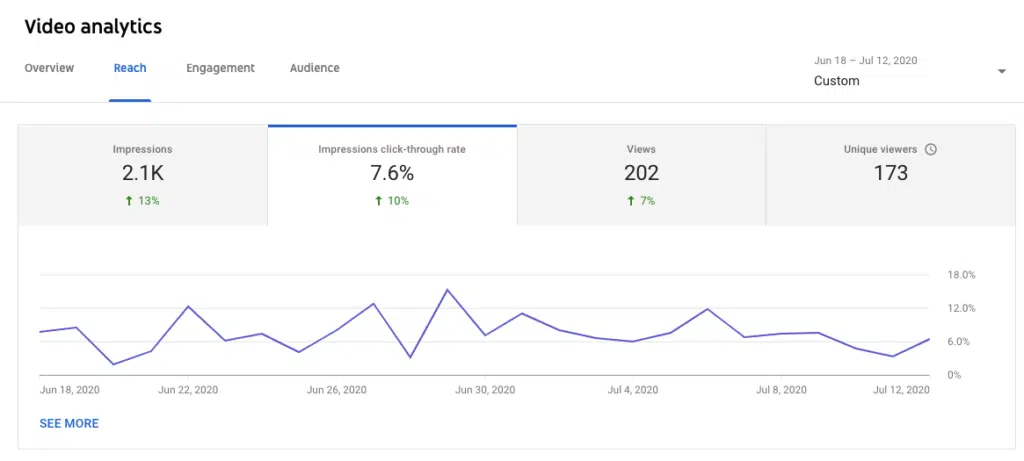 Video analytics
Overview Reach Engagement Audience
Jun 18 – Jul 12, 2020
Custom
Impressions
2.1K
↑ 13%
Impressions click-through rate
7.6%
↑ 10%
Views
202
↑ 7%
Unique viewers
173
18.0%
12.0%
6.0%
0%
Jun 18, 2020 Jun 22, 2020 Jun 26, 2020 Jun 30, 2020 Jul 4, 2020 Jul 8, 2020 Jul 12, 2020
SEE MORE